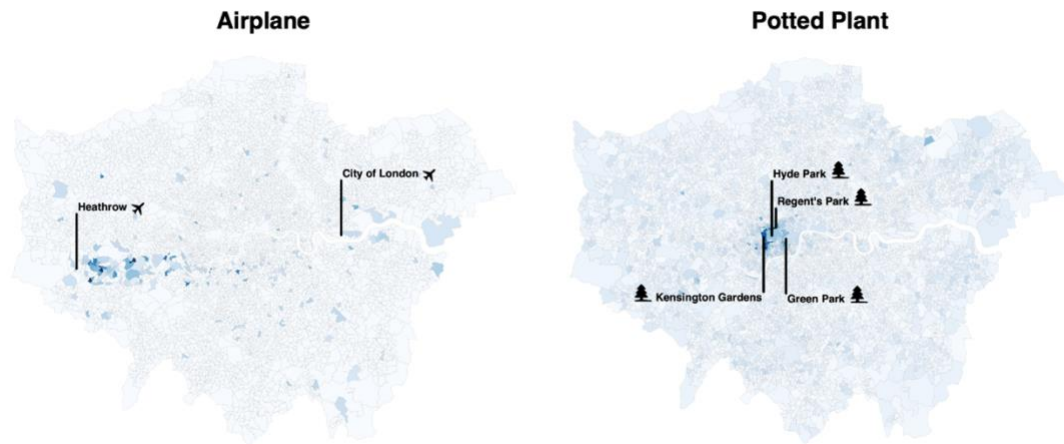 Airplane
Potted Plant
City of London
Heathrow
Hyde Park
Regent's Park
Kensington Gardens
Green Park